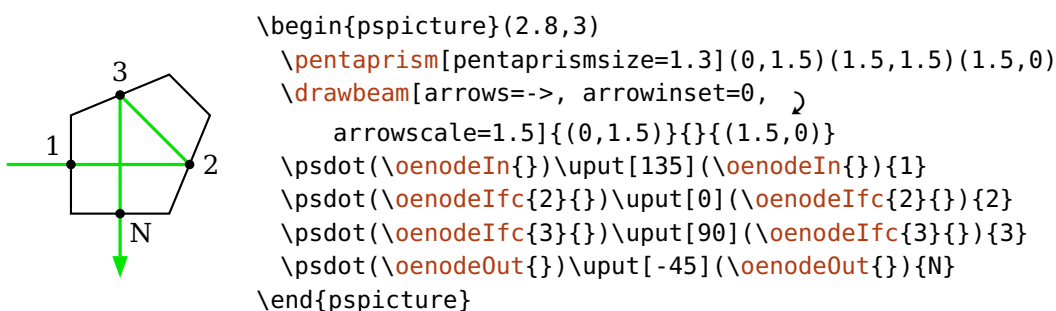 \begin{pspicture}(2.8,3)
\pentaprism[pentaprismsize=1.3](0,1.5)(1.5,1.5)(1.5,0)
\drawbeam[arrows=->, arrowinset=0,
arrowscale=1.5]{(0,1.5)}{}{(1.5,0)}
\psdot(\oenodeIn{})\uput[135](\oenodeIn{}){1}
\psdot(\oenodeIfc{2}{})\uput[0](\oenodeIfc{2}{}){2}
\psdot(\oenodeIfc{3}{})\uput[90](\oenodeIfc{3}{}){3}
\psdot(\oenodeOut{})\uput[-45](\oenodeOut{}){N}
\end{pspicture}
3
1
2
N